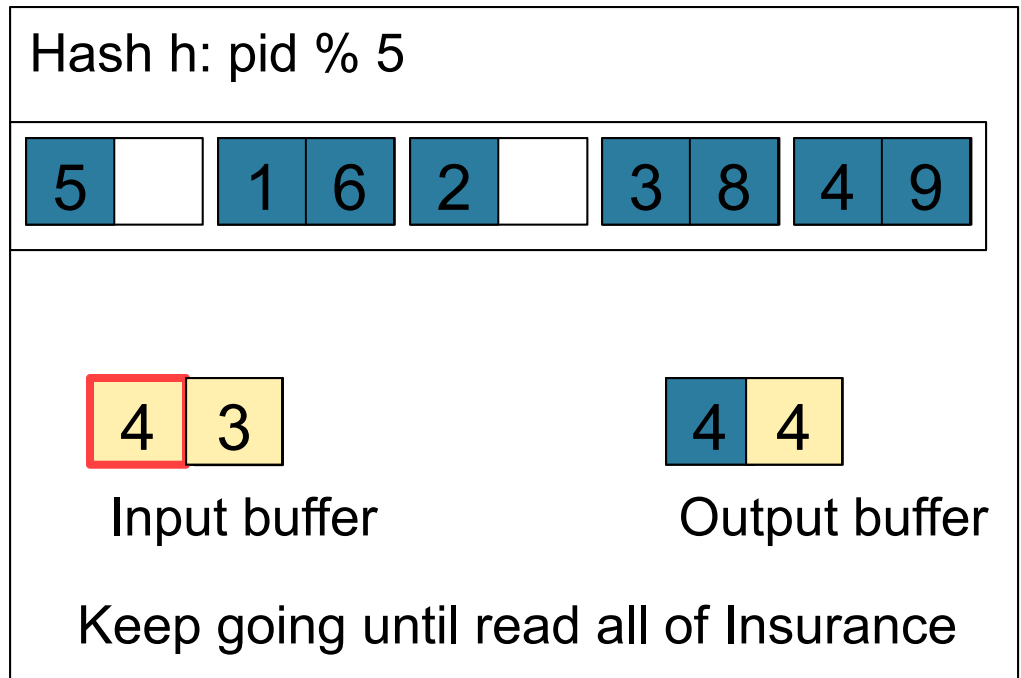 Hash h: pid % 5
5 1 6 2 3 8 4 9
4 3 4 4
Input buffer Output buffer
Keep going until read all of Insurance